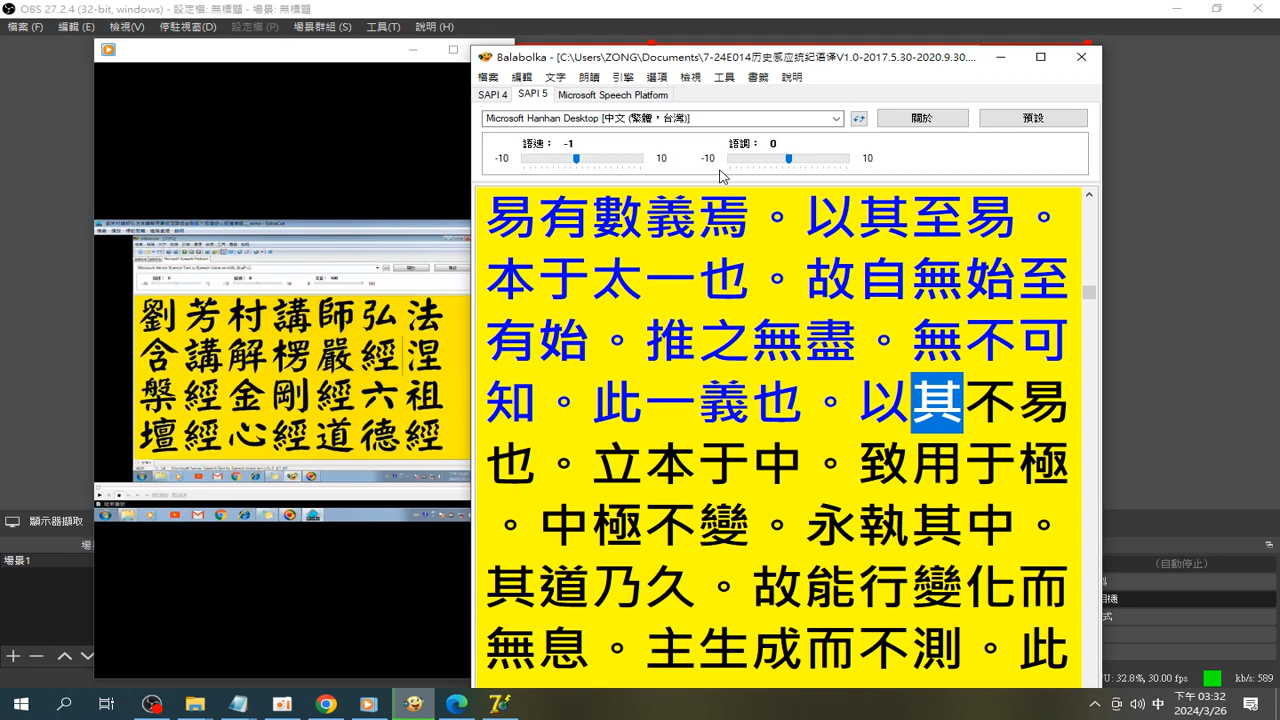 OBS 27.2.4 (32-bit, windows) - 設定檔: 無標題 - 場景: 無標題
檔案 (F) 編輯 (E) 檢視(V) 停駐視窗(D) 設定檔 (P) 場景群組 (S) 工具(T) 說明 (H)
Balabolka - [C:\Users\ZONG\Documents\7-24E014历史感应统纪语译V1.0-2017.5.30-2020.9.30....
檔案 編輯 文字 朗讀 引擎 選項 檢視 工具 書籤 說明
SAPI 4 SAPI 5 Microsoft Speech Platform
Microsoft Hanhan Desktop [中文 (繁體，台灣)] 關於 預設
語速： -1 語調： 0
-10 10 -10 10
易有數義焉。以其至易。
本于太一也。故自無始至
有始。推之無盡。無不可
知。此一義也。以其不易
也。立本于中。致用于極
。中極不變。永執其中。
其道乃久。故能行變化而
無息。主生成而不測。此
劉芳村講師弘法
含講解楞嚴經涅
槃經金剛經六祖
壇經心經道德經
顯示器擷取
場景1
(自動停止)
32.8%, 30.00 fps kb/s: 589
下午 03:32
中
2024/3/26